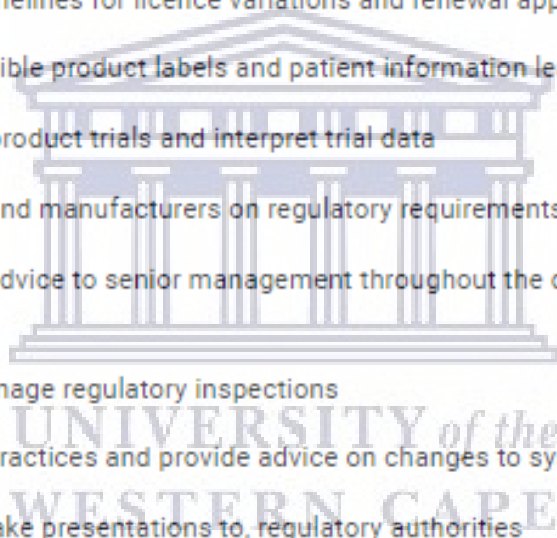 elines for licence variations and renewal app
ible product labels and patient information le
product trials and interpret trial data
nd manufacturers on regulatory requirements
dvice to senior management throughout the
nage regulatory inspections
UNIVERSITY of the
ractices and provide advice on changes to sy
WESTERN CAPE
ake presentations to, regulatory authorities